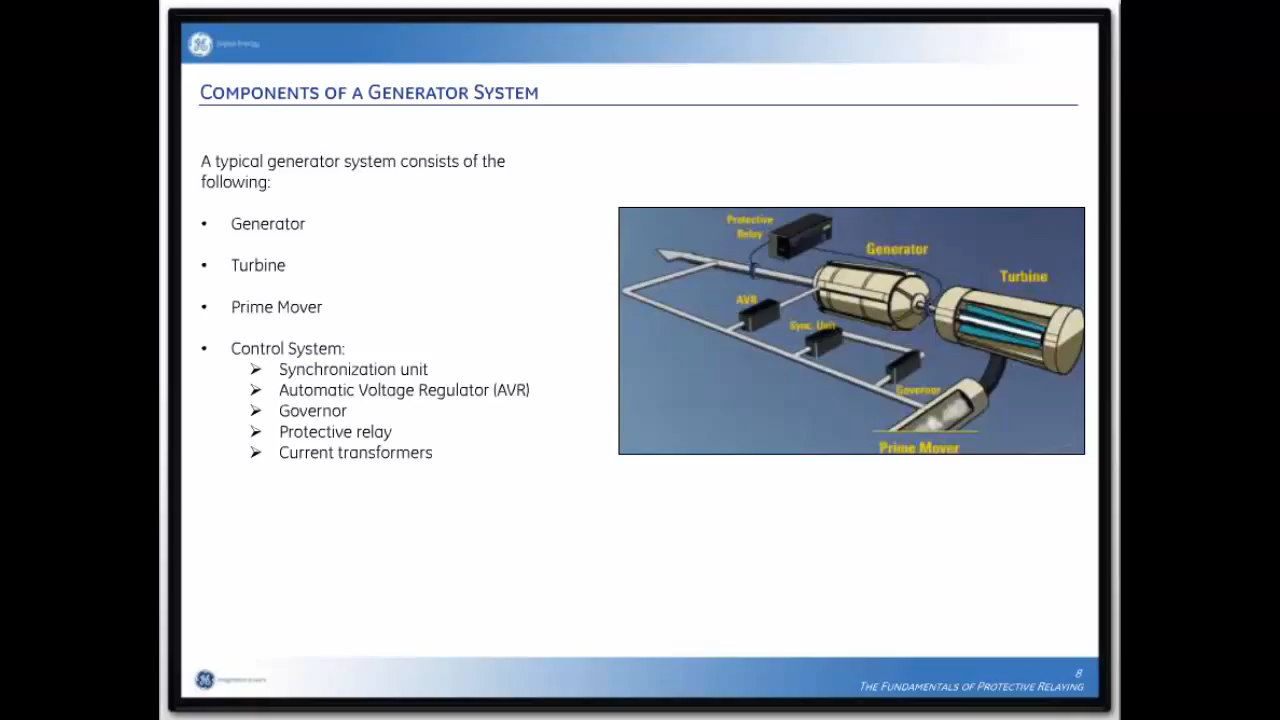 Digital Energy
COMPONENTS OF A GENERATOR SYSTEM
A typical generator system consists of the
following:
• Generator
• Turbine
• Prime Mover
• Control System:
➢ Synchronization unit
➢ Automatic Voltage Regulator (AVR)
➢ Governor
➢ Protective relay
➢ Current transformers
Protective
Relay
Generator
Turbine
AVR
Sync. Unit
Governor
Prime Mover
8
THE FUNDAMENTALS OF PROTECTIVE RELAYING